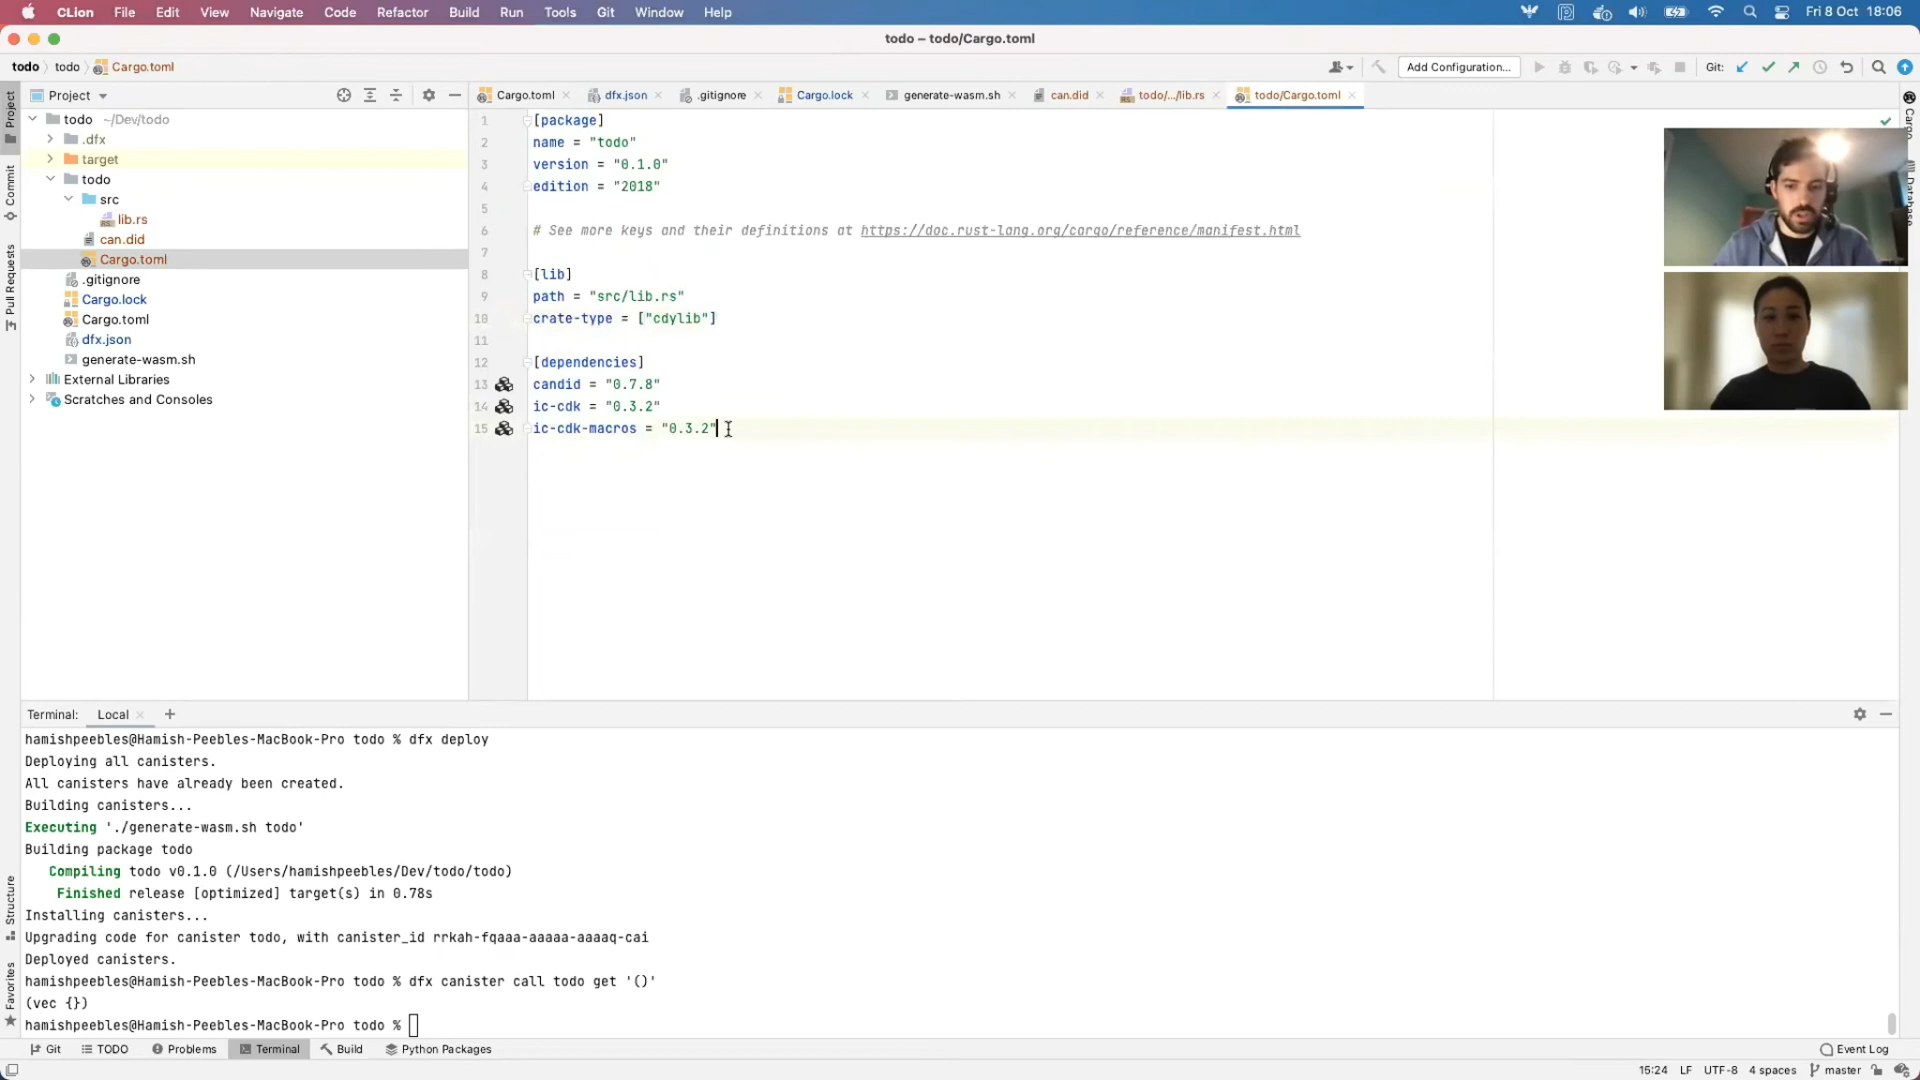 CLion File Edit View Navigate Code Refactor Build Run Tools Git Window Help Fri 8 Oct 18:06
todo – todo/Cargo.toml
todo todo Cargo.toml Add Configuration... Git:
Project Cargo.toml dfx.json .gitignore Cargo.lock generate-wasm.sh can.did todo/.../lib.rs todo/Cargo.toml
Project
Commit
Pull Requests
Structure
Favorites
Cargo
Database
todo ~/Dev/todo
.dfx
target
todo
src
lib.rs
can.did
Cargo.toml
.gitignore
Cargo.lock
Cargo.toml
dfx.json
generate-wasm.sh
External Libraries
Scratches and Consoles
1 [package]
2 name = "todo"
3 version = "0.1.0"
4 edition = "2018"
5
6 # See more keys and their definitions at https://doc.rust-lang.org/cargo/reference/manifest.html
7
8 [lib]
9 path = "src/lib.rs"
10 crate-type = ["cdylib"]
11
12 [dependencies]
13 candid = "0.7.8"
14 ic-cdk = "0.3.2"
15 ic-cdk-macros = "0.3.2"
Terminal: Local
hamishpeebles@Hamish-Peebles-MacBook-Pro todo % dfx deploy
Deploying all canisters.
All canisters have already been created.
Building canisters...
Executing './generate-wasm.sh todo'
Building package todo
Compiling todo v0.1.0 (/Users/hamishpeebles/Dev/todo/todo)
Finished release [optimized] target(s) in 0.78s
Installing canisters...
Upgrading code for canister todo, with canister_id rrkah-fqaaa-aaaaa-aaaaq-cai
Deployed canisters.
hamishpeebles@Hamish-Peebles-MacBook-Pro todo % dfx canister call todo get '()'
(vec {})
hamishpeebles@Hamish-Peebles-MacBook-Pro todo %
Git TODO Problems Terminal Build Python Packages Event Log
15:24 LF UTF-8 4 spaces master